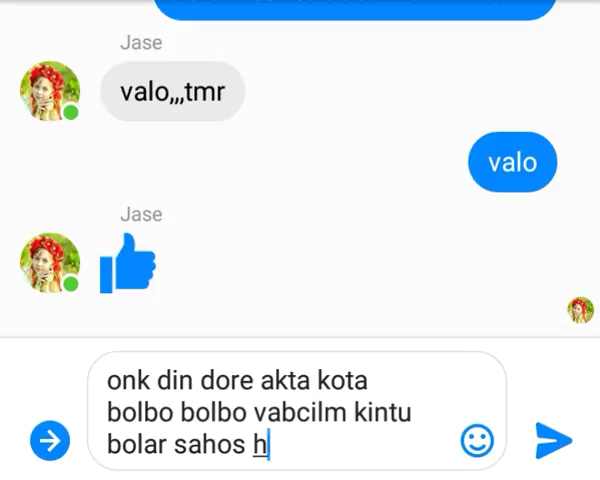 Jase
valo,,,tmr
valo
Jase
onk din dore akta kota
bolbo bolbo vabcilm kintu
bolar sahos h